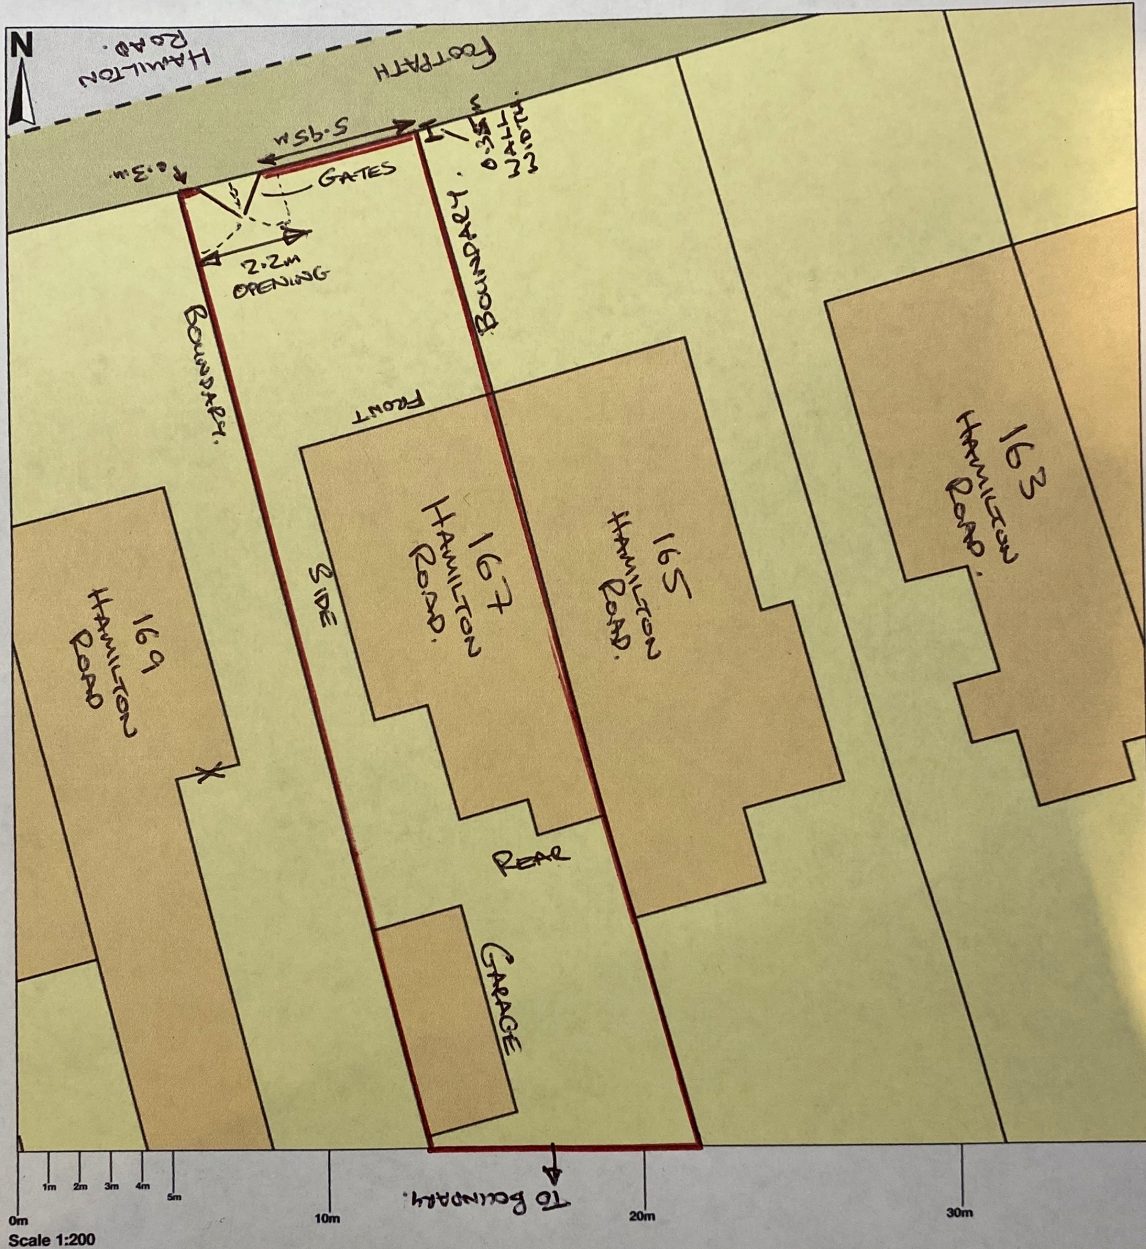 N
HAMILTON
ROAD.
FOOTPATH
5.95m
0.3m.
0.35m
WALL
WIDTH.
GATES
2.2m
OPENING
BOUNDARY.
BOUNDARY.
FRONT
SIDE
167
HAMILTON
ROAD.
165
HAMILTON
ROAD.
163
HAMILTON
ROAD.
169
HAMILTON
ROAD
X
REAR
GARAGE
TO BOUNDARY.
0m
1m
2m
3m
4m
5m
10m
20m
30m
Scale 1:200